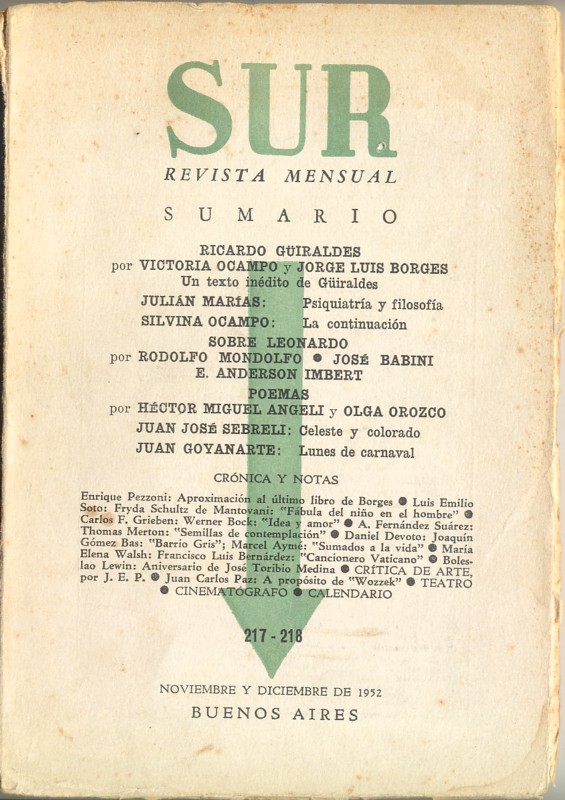 SUR
REVISTA MENSUAL
SUMARIO
RICARDO GÜIRALDES
por VICTORIA OCAMPO y JORGE LUIS BORGES
Un texto inédito de Güiraldes
JULIÁN MARÍAS: Psiquiatría y filosofía
SILVINA OCAMPO: La continuación
SOBRE LEONARDO
por RODOLFO MONDOLFO ● JOSÉ BABINI
E. ANDERSON IMBERT
POEMAS
por HÉCTOR MIGUEL ANGELI y OLGA OROZCO
JUAN JOSÉ SEBRELI: Celeste y colorado
JUAN GOYANARTE: Lunes de carnaval
CRÓNICA Y NOTAS
Enrique Pezzoni: Aproximación al último libro de Borges ● Luis Emilio
Soto: Fryda Schultz de Mantovani: "Fábula del niño en el hombre" ●
Carlos F. Grieben: Werner Bock: "Idea y amor" ● A. Fernández Suárez:
Thomas Merton: "Semillas de contemplación" ● Daniel Devoto: Joaquín
Gómez Bas: "Barrio Gris"; Marcel Aymé: "Sumados a la vida" ● María
Elena Walsh: Francisco Luis Bernárdez: "Cancionero Vaticano" ● Boles-
lao Lewin: Aniversario de José Toribio Medina ● CRÍTICA DE ARTE,
por J. E. P. ● Juan Carlos Paz: A propósito de "Wozzek" ● TEATRO
● CINEMATÓGRAFO ● CALENDARIO
217 - 218
NOVIEMBRE Y DICIEMBRE DE 1952
BUENOS AIRES